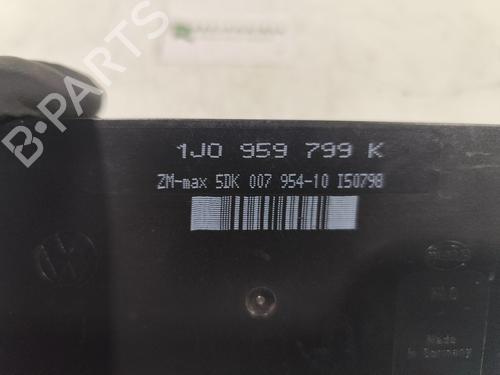 1J0 959 799 K
ZM-max 5DK 007 954-10 I50798
B-PARTS
Made
in Germany